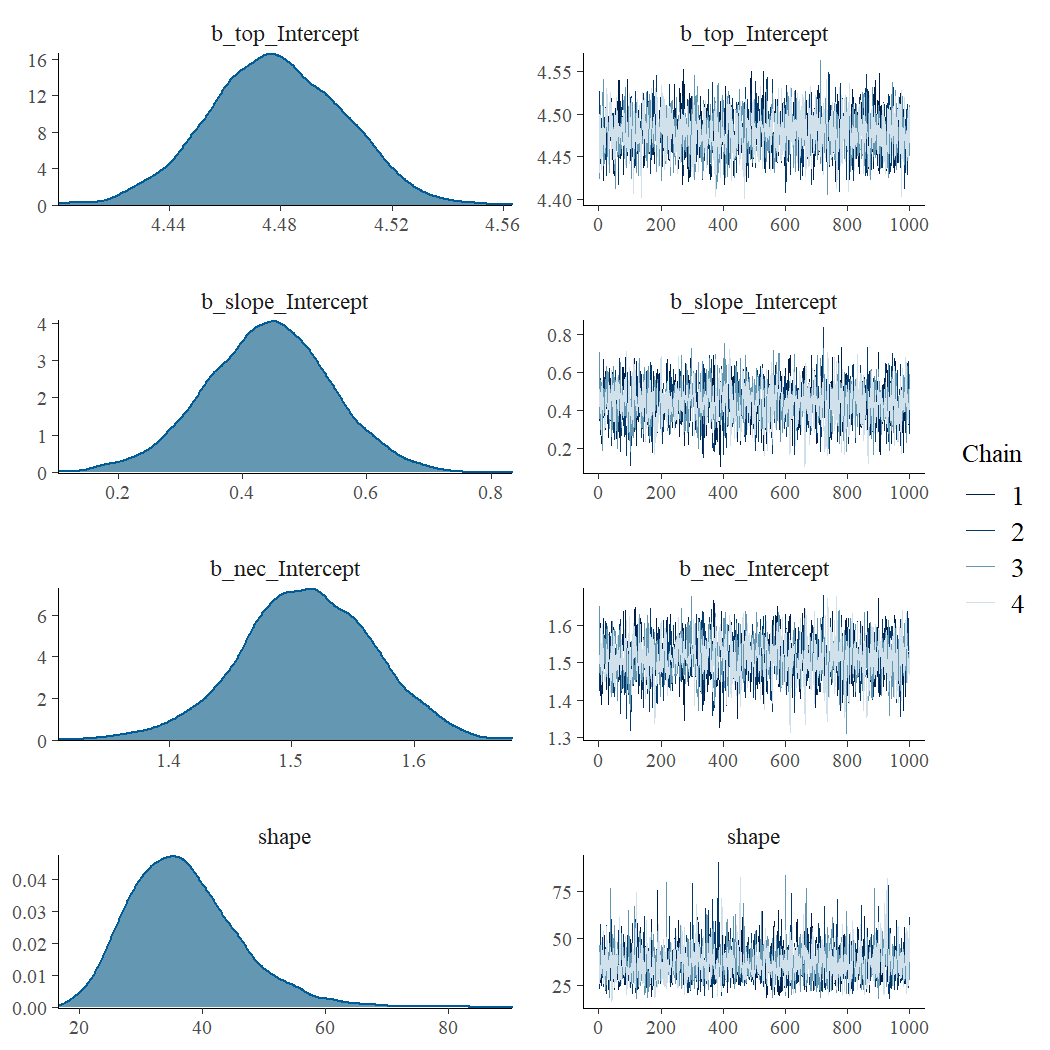 b_top_Intercept
16
12
8
4
0
4.44 4.48 4.52 4.56
b_top_Intercept
4.55
4.50
4.45
4.40
0 200 400 600 800 1000
b_slope_Intercept
4
3
2
1
0
0.2 0.4 0.6 0.8
b_slope_Intercept
0.8
0.6
0.4
0.2
0 200 400 600 800 1000
b_nec_Intercept
6
4
2
0
1.4 1.5 1.6
b_nec_Intercept
1.6
1.5
1.4
1.3
0 200 400 600 800 1000
shape
0.04
0.03
0.02
0.01
0.00
20 40 60 80
shape
75
50
25
0 200 400 600 800 1000
Chain
1
2
3
4